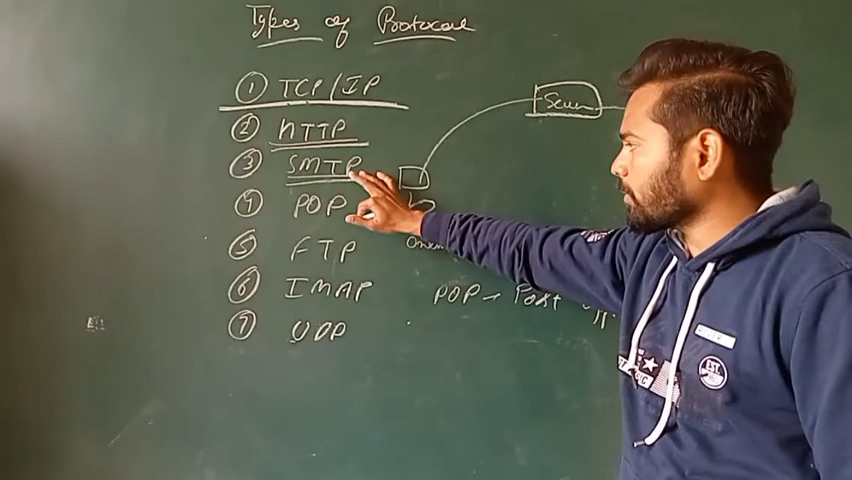 Types of Protocol
① TCP/IP
② HTTP
③ SMTP
④ POP
⑤ FTP
⑥ IMAP
⑦ UDP
Server
POP → Post
EST.